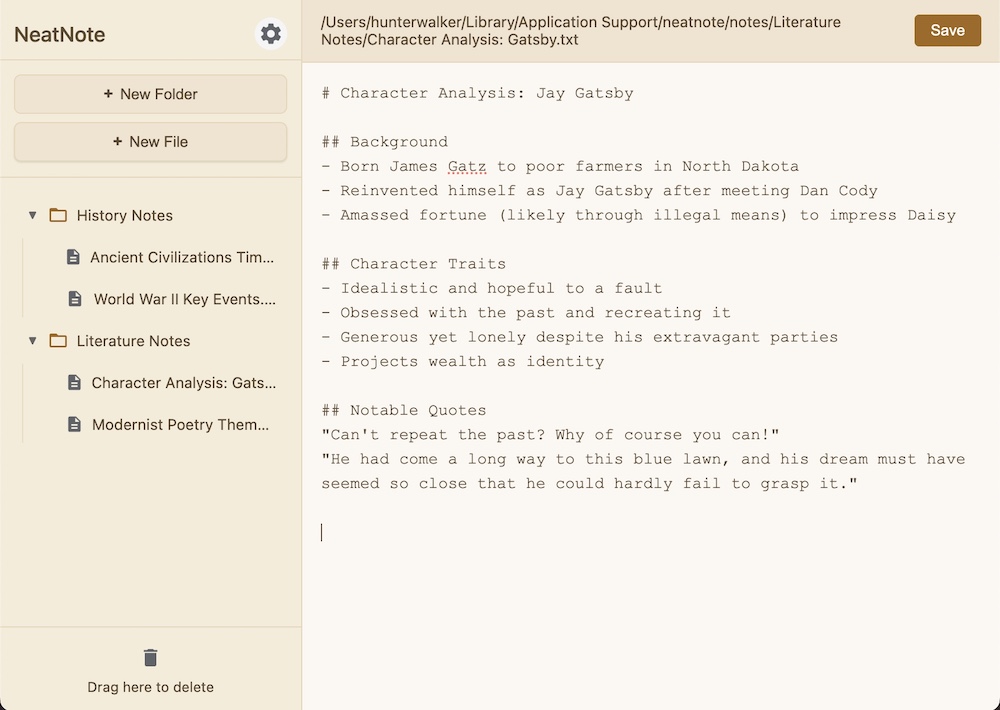 NeatNote
+ New Folder
+ New File
▼ History Notes
Ancient Civilizations Tim...
World War II Key Events....
▼ Literature Notes
Character Analysis: Gats...
Modernist Poetry Them...
Drag here to delete
/Users/hunterwalker/Library/Application Support/neatnote/notes/Literature
Notes/Character Analysis: Gatsby.txt
Save
# Character Analysis: Jay Gatsby
## Background
- Born James Gatz to poor farmers in North Dakota
- Reinvented himself as Jay Gatsby after meeting Dan Cody
- Amassed fortune (likely through illegal means) to impress Daisy
## Character Traits
- Idealistic and hopeful to a fault
- Obsessed with the past and recreating it
- Generous yet lonely despite his extravagant parties
- Projects wealth as identity
## Notable Quotes
"Can't repeat the past? Why of course you can!"
"He had come a long way to this blue lawn, and his dream must have
seemed so close that he could hardly fail to grasp it."